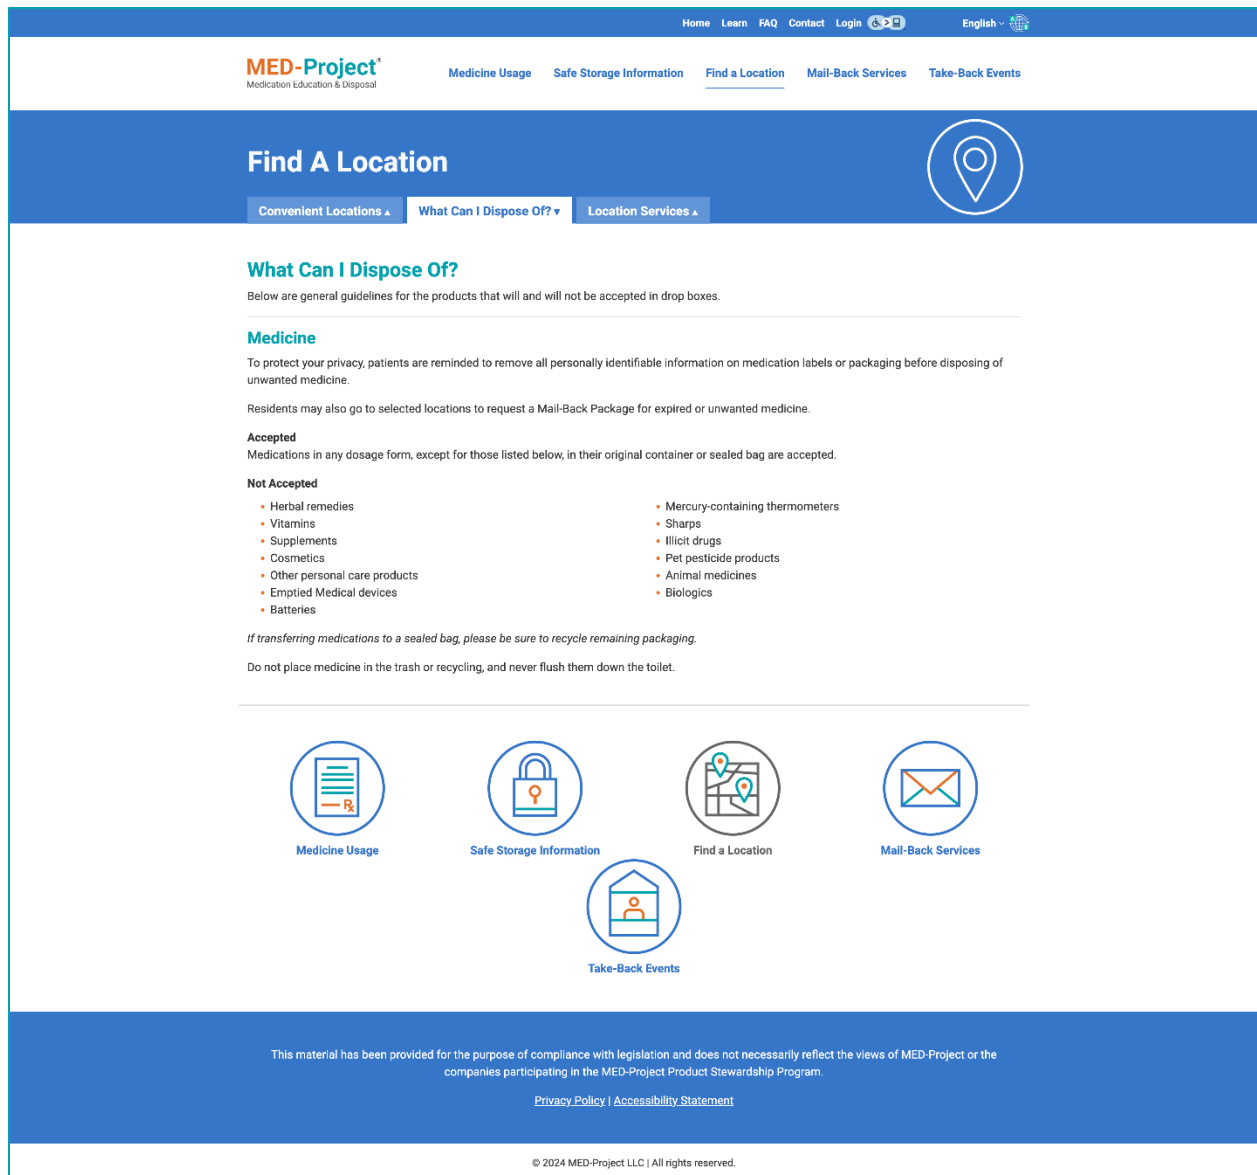 Home Learn FAQ Contact Login English
MED-Project®
Medication Education & Disposal
Medicine Usage Safe Storage Information Find a Location Mail-Back Services Take-Back Events
Find A Location
Convenient Locations ▴ What Can I Dispose Of? ▾ Location Services ▴
What Can I Dispose Of?
Below are general guidelines for the products that will and will not be accepted in drop boxes.
Medicine
To protect your privacy, patients are reminded to remove all personally identifiable information on medication labels or packaging before disposing of
unwanted medicine.
Residents may also go to selected locations to request a Mail-Back Package for expired or unwanted medicine.
Accepted
Medications in any dosage form, except for those listed below, in their original container or sealed bag are accepted.
Not Accepted
• Herbal remedies
• Vitamins
• Supplements
• Cosmetics
• Other personal care products
• Emptied Medical devices
• Batteries
• Mercury-containing thermometers
• Sharps
• Illicit drugs
• Pet pesticide products
• Animal medicines
• Biologics
If transferring medications to a sealed bag, please be sure to recycle remaining packaging.
Do not place medicine in the trash or recycling, and never flush them down the toilet.
Rx
Medicine Usage Safe Storage Information Find a Location Mail-Back Services
Take-Back Events
This material has been provided for the purpose of compliance with legislation and does not necessarily reflect the views of MED-Project or the
companies participating in the MED-Project Product Stewardship Program.
Privacy Policy | Accessibility Statement
© 2024 MED-Project LLC | All rights reserved.